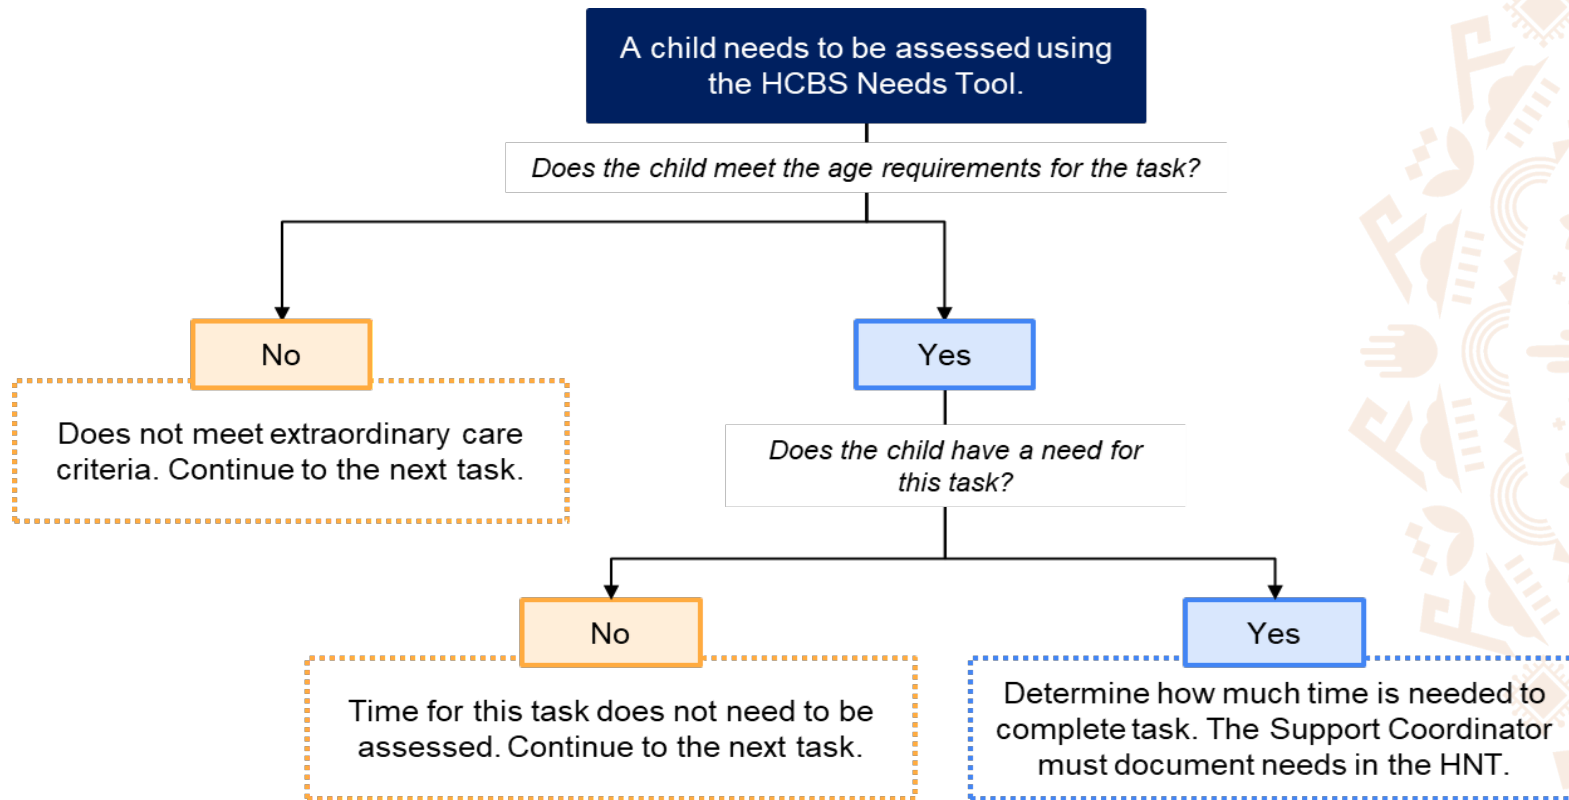 A child needs to be assessed using
the HCBS Needs Tool.
Does the child meet the age requirements for the task?
No
Does not meet extraordinary care
criteria. Continue to the next task.
Yes
Does the child have a need for
this task?
No
Time for this task does not need to be
assessed. Continue to the next task.
Yes
Determine how much time is needed to
complete task. The Support Coordinator
must document needs in the HNT.